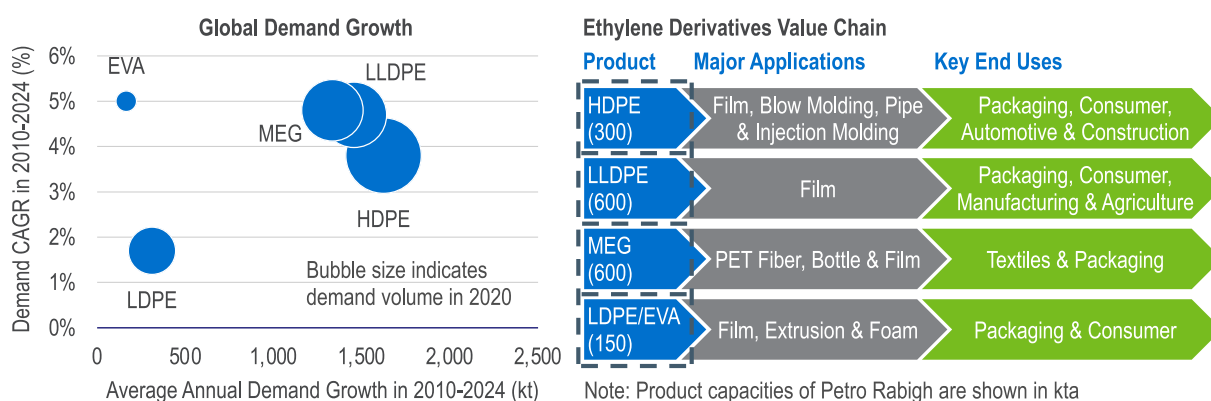 Global Demand Growth
Demand CAGR in 2010-2024 (%)
6%
5%
4%
3%
2%
1%
0%
EVA
LLDPE
MEG
HDPE
LDPE
Bubble size indicates
demand volume in 2020
0
500
1,000
1,500
2,000
2,500
Average Annual Demand Growth in 2010-2024 (kt)
Ethylene Derivatives Value Chain
Product
Major Applications
Key End Uses
HDPE
(300)
Film, Blow Molding, Pipe
& Injection Molding
Packaging, Consumer,
Automotive & Construction
LLDPE
(600)
Film
Packaging, Consumer,
Manufacturing & Agriculture
MEG
(600)
PET Fiber, Bottle & Film
Textiles & Packaging
LDPE/EVA
(150)
Film, Extrusion & Foam
Packaging & Consumer
Note: Product capacities of Petro Rabigh are shown in kta